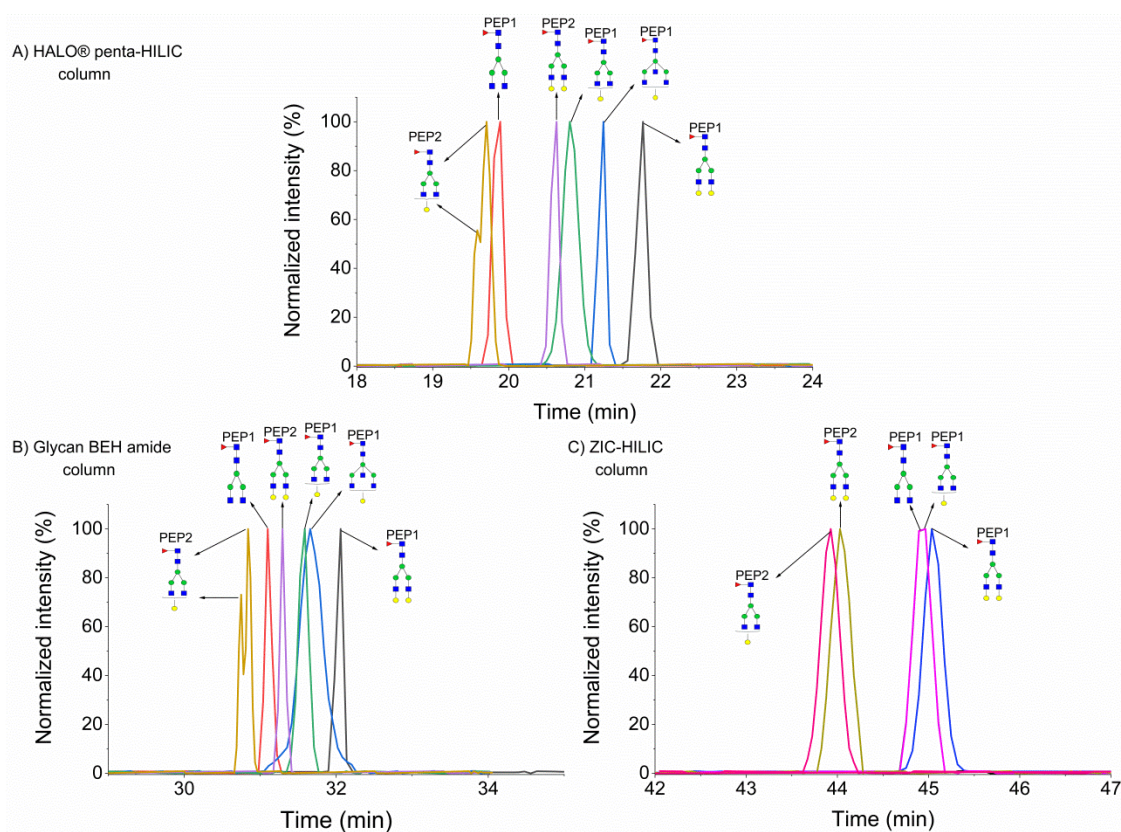 A) HALO® penta-HILIC
column
PEP1
PEP2
PEP1
PEP1
PEP2
PEP1
Normalized intensity (%)
100
80
60
40
20
0
18 19 20 21 22 23 24
Time (min)
B) Glycan BEH amide
column
PEP1
PEP2
PEP1
PEP1
PEP2
PEP1
Normalized intensity (%)
100
80
60
40
20
0
30 32 34
Time (min)
C) ZIC-HILIC
column
PEP2
PEP1
PEP1
PEP2
PEP1
Normalized intensity (%)
100
80
60
40
20
0
42 43 44 45 46 47
Time (min)